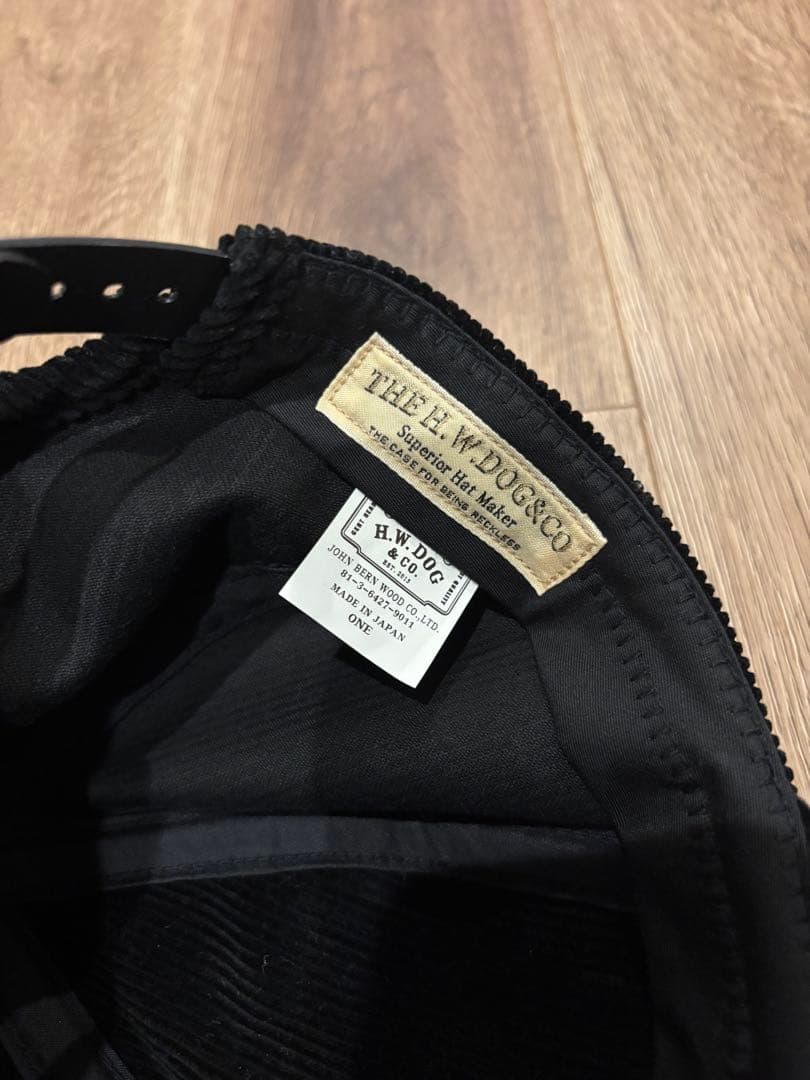 THE H.W.DOG&CO
Superior Hat Maker
THE CASE FOR BEING RECKLESS
H.W.DOG
& CO.
EST. 2013
JOHN BERN WOOD CO.,LTD.
81-3-6427-9011
MADE IN JAPAN
ONE